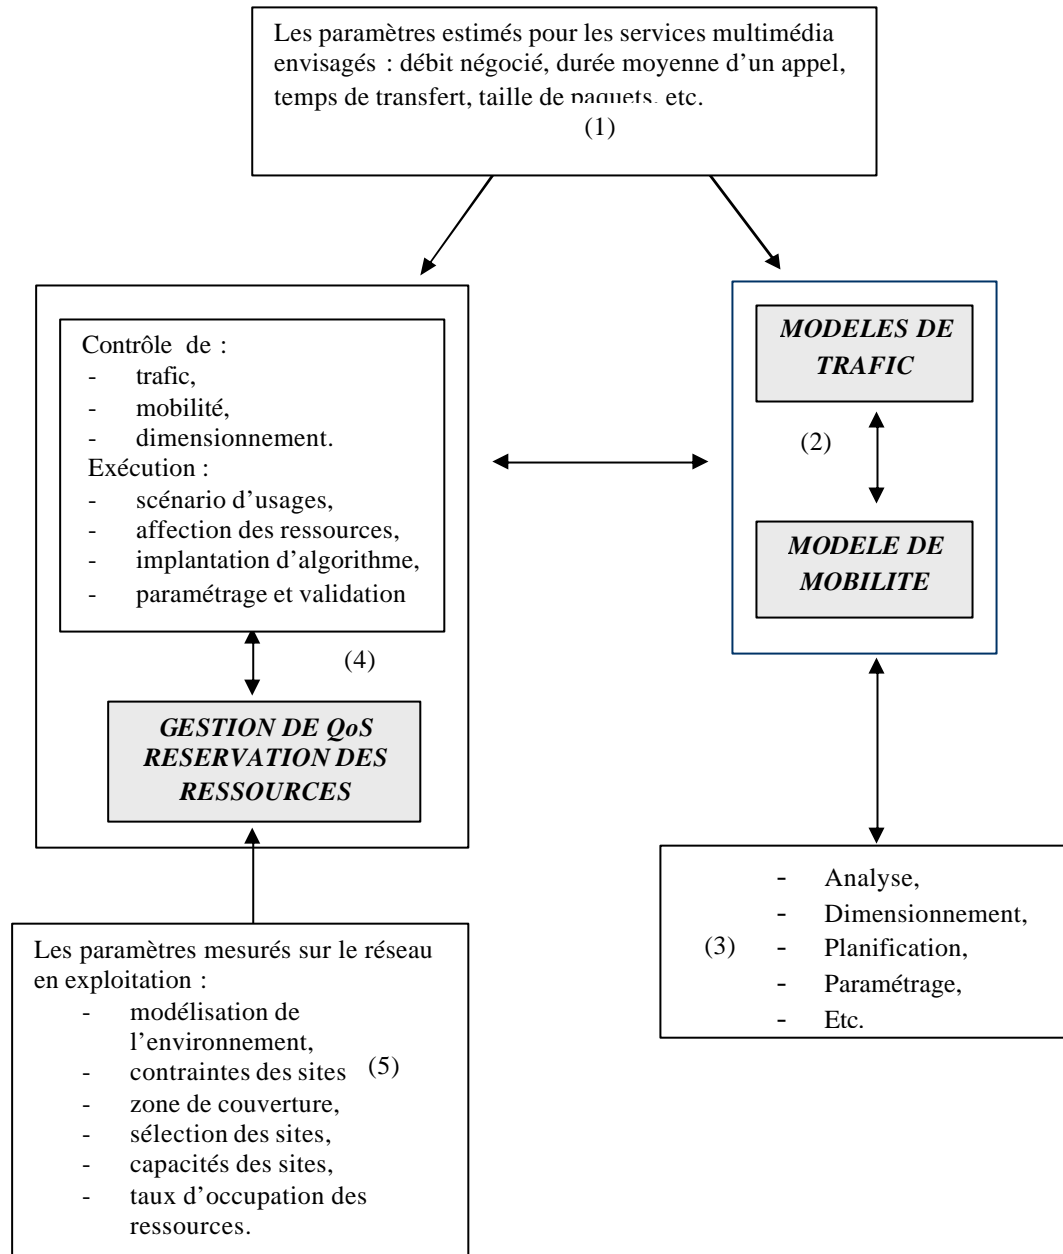 Les paramètres estimés pour les services multimédia
envisagés : débit négocié, durée moyenne d'un appel,
temps de transfert, taille de paquets, etc.
(1)
Contrôle de :
- trafic,
- mobilité,
- dimensionnement.
Exécution :
- scénario d'usages,
- affection des ressources,
- implantation d'algorithme,
- paramétrage et validation
(4)
GESTION DE QoS
RESERVATION DES
RESSOURCES
MODELES DE
TRAFIC
(2)
MODELE DE
MOBILITE
(3)
- Analyse,
- Dimensionnement,
- Planification,
- Paramétrage,
- Etc.
Les paramètres mesurés sur le réseau
en exploitation :
- modélisation de
l'environnement,
- contraintes des sites (5)
- zone de couverture,
- sélection des sites,
- capacités des sites,
- taux d'occupation des
ressources.